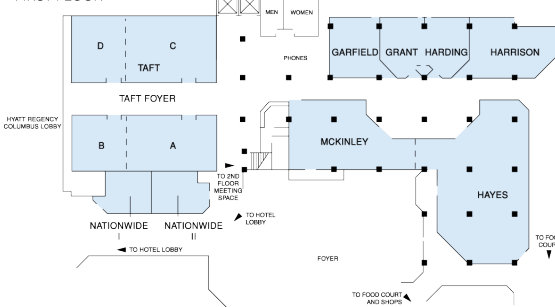 MEN WOMEN
PHONES
D C
TAFT
GARFIELD GRANT HARDING HARRISON
TAFT FOYER
HYATT REGENCY
COLUMBUS LOBBY
B A
MCKINLEY
TO 2ND
FLOOR
MEETING
SPACE
HAYES
NATIONWIDE
I
NATIONWIDE
II
TO HOTEL
LOBBY
TO HOTEL LOBBY
FOYER
TO FOOD COURT
AND SHOPS